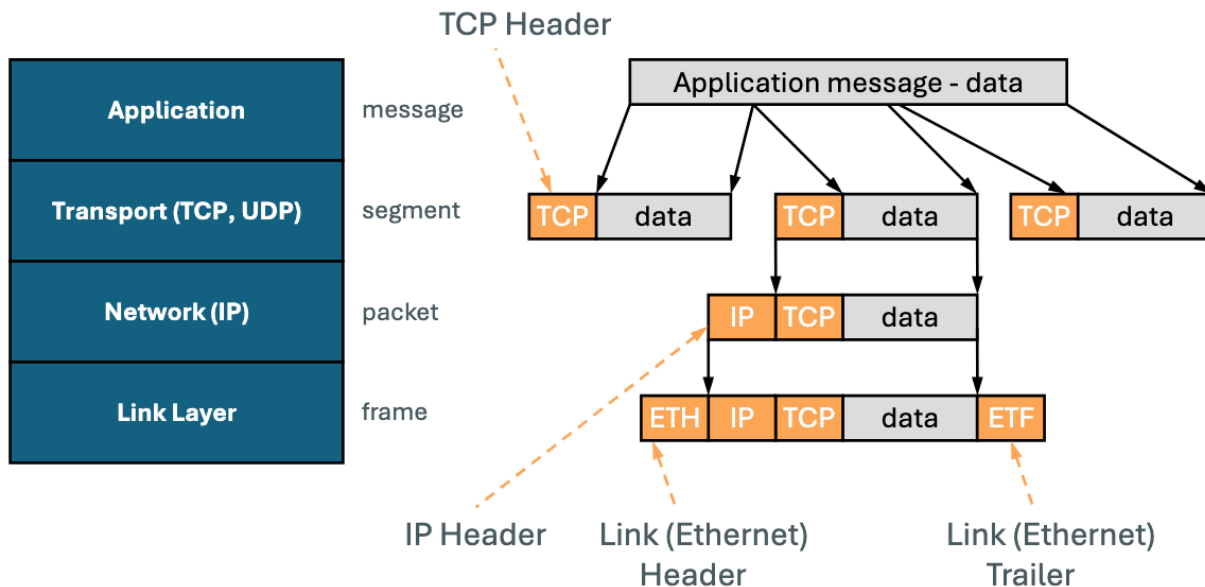 TCP Header
Application
message
Application message - data
Transport (TCP, UDP)
segment
TCP data
TCP data
TCP data
Network (IP)
packet
IP TCP data
Link Layer
frame
ETH IP TCP data ETF
IP Header
Link (Ethernet)
Header
Link (Ethernet)
Trailer